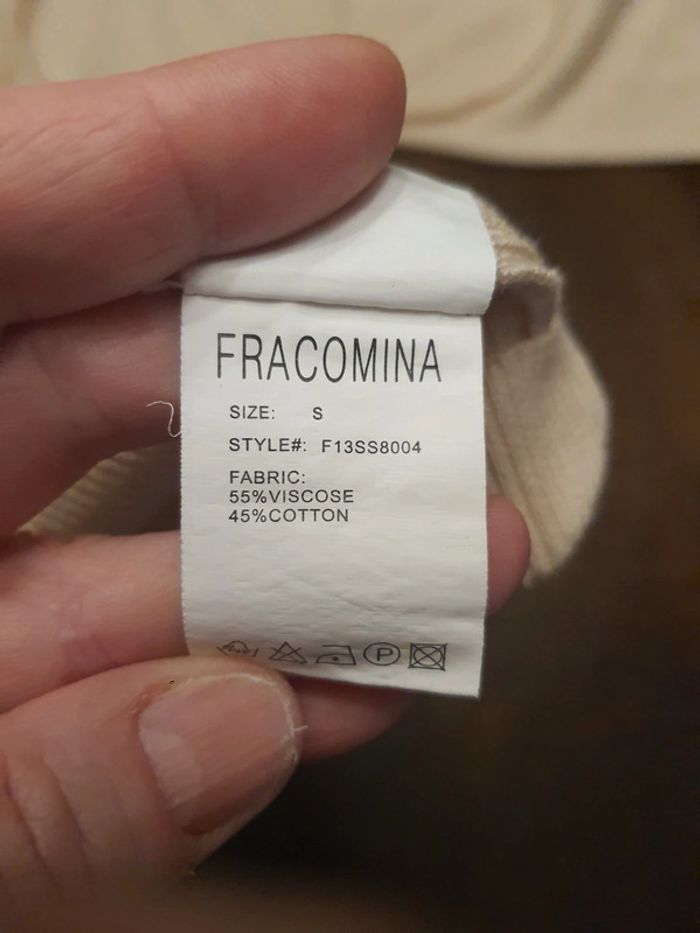 FRACOMINA
SIZE: S
STYLE#: F13SS8004
FABRIC:
55%VISCOSE
45%COTTON
P